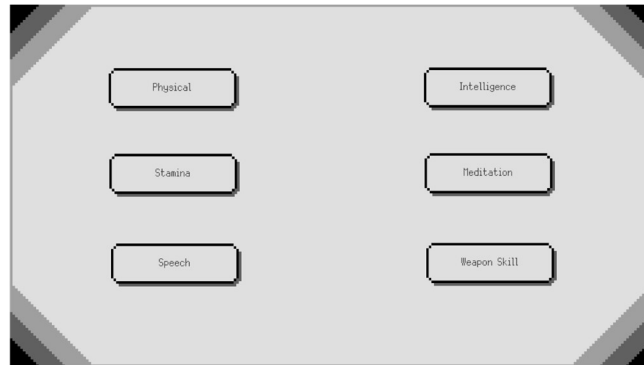 Physical
Intelligence
Stamina
Meditation
Speech
Weapon Skill